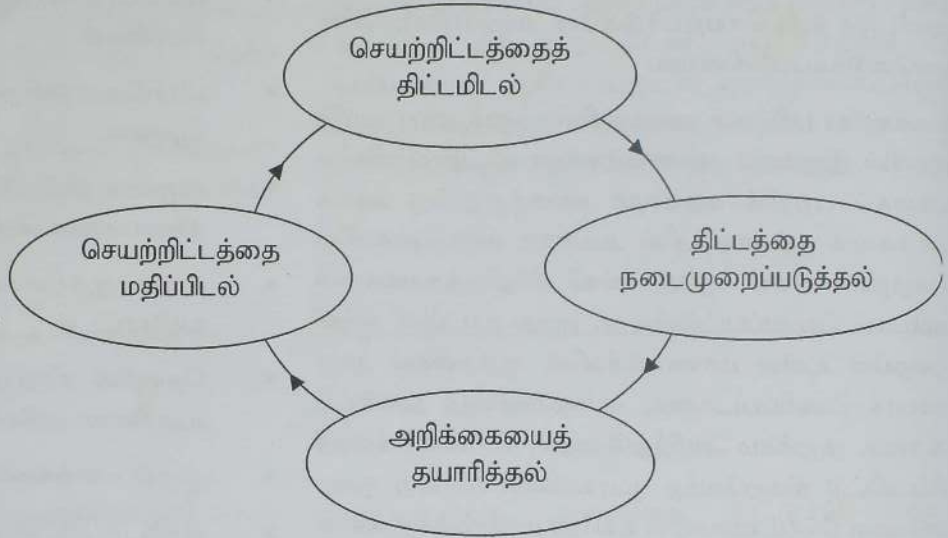 செயற்றிட்டத்தைத்
திட்டமிடல்
செயற்றிட்டத்தை
மதிப்பிடல்
திட்டத்தை
நடைமுறைப்படுத்தல்
அறிக்கையைத்
தயாரித்தல்